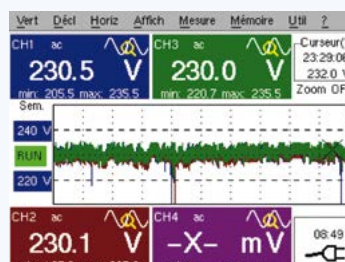 Vert Décl Horiz Affich Mesure Mémoire Util ?
CH1 ac
230.5 V
min: 205.5 max: 235.5
CH3 ac
230.0 V
min: 220.7 max: 235.5
Curseur(
23:29:06
232.0 V
Zoom OF
Sem.
240 V
RUN
220 V
CH2 ac
230.1 V
CH4 ac
-X- mV
08:49